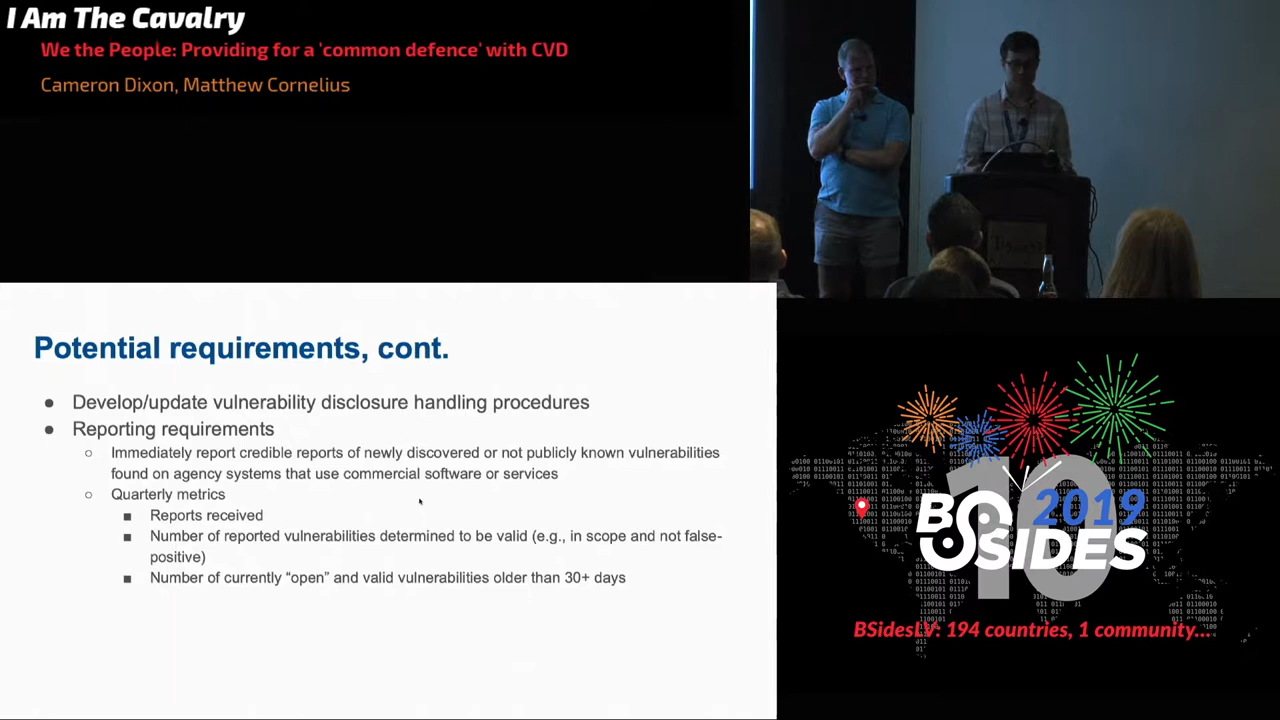 I Am The Cavalry
We the People: Providing for a 'common defence' with CVD
Cameron Dixon, Matthew Cornelius
Potential requirements, cont.
● Develop/update vulnerability disclosure handling procedures
● Reporting requirements
○ Immediately report credible reports of newly discovered or not publicly known vulnerabilities
found on agency systems that use commercial software or services
○ Quarterly metrics
■ Reports received
■ Number of reported vulnerabilities determined to be valid (e.g., in scope and not false-
positive)
■ Number of currently “open” and valid vulnerabilities older than 30+ days
10
2019
BSIDES
BSidesLV: 194 countries, 1 community...